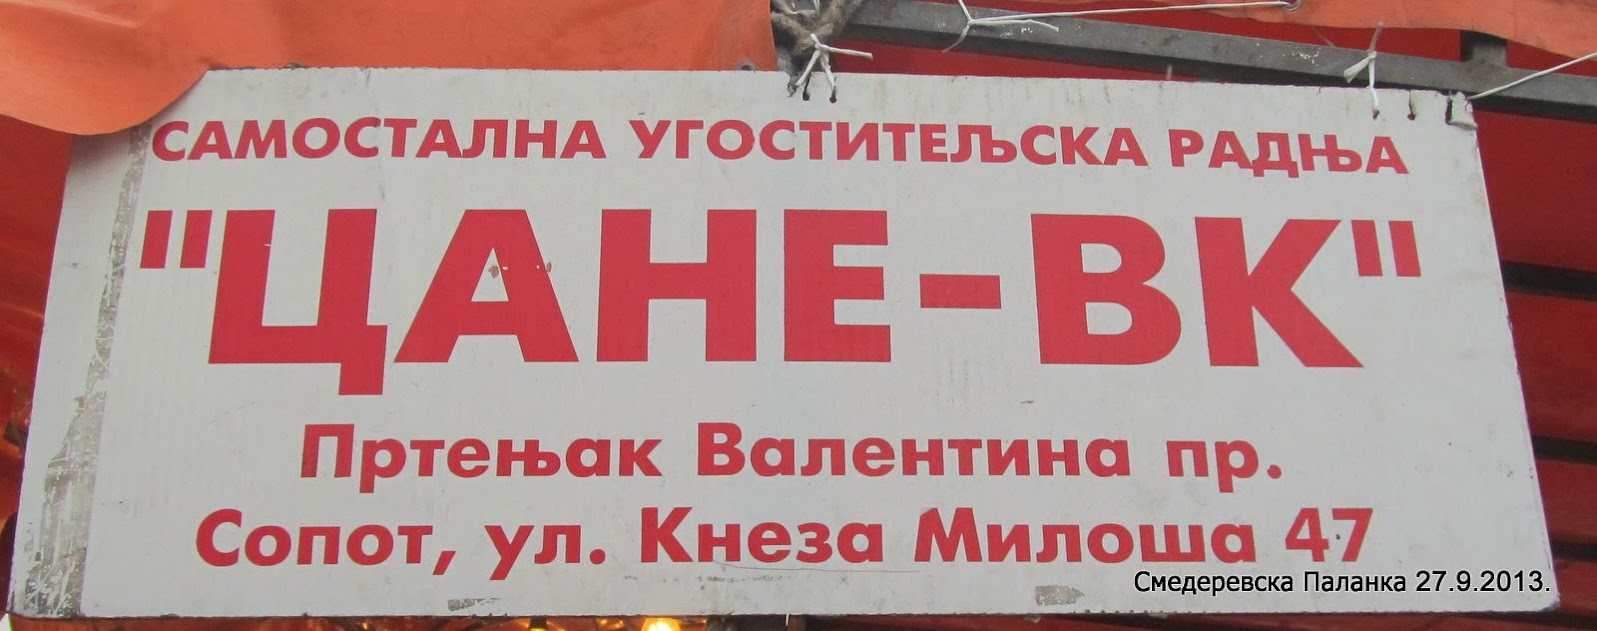 САМОСТАЛНА УГОСТИТЕЉСКА РАДЊА
"ЦАНЕ-ВК"
Пртењак Валентина пр.
Сопот, ул. Кнеза Милоша 47
Смедеревска Паланка 27.9.2013.